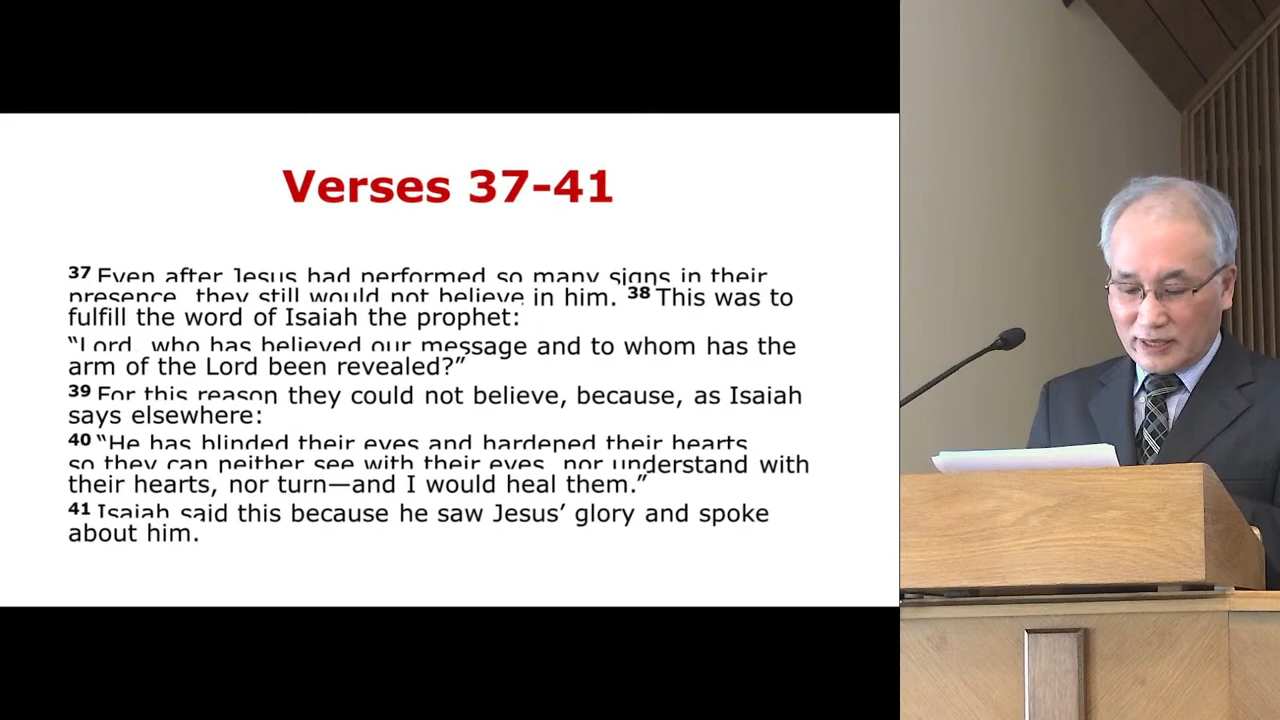 Verses 37-41
37 Even after Jesus had performed so many signs in their
presence, they still would not believe in him. 38 This was to
fulfill the word of Isaiah the prophet:
“Lord, who has believed our message and to whom has the
arm of the Lord been revealed?”
39 For this reason they could not believe, because, as Isaiah
says elsewhere:
40 “He has blinded their eyes and hardened their hearts
so they can neither see with their eyes, nor understand with
their hearts, nor turn—and I would heal them.”
41 Isaiah said this because he saw Jesus’ glory and spoke
about him.